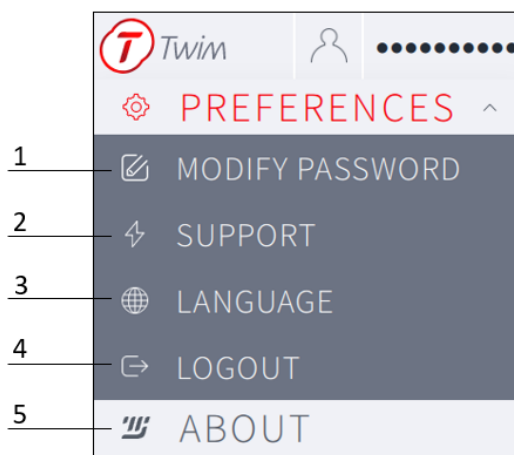 Twim ●●●●●●●●●●●
PREFERENCES
1 MODIFY PASSWORD
2 SUPPORT
3 LANGUAGE
4 LOGOUT
5 ABOUT